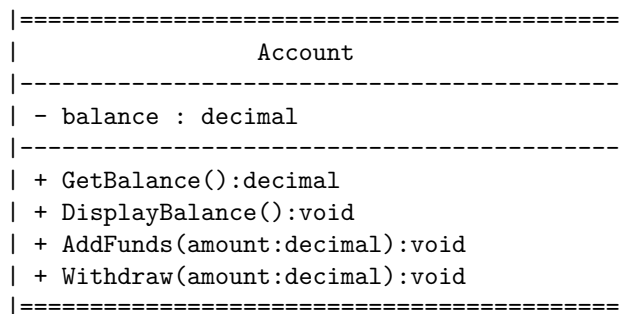 |===========================================
|                 Account
|-------------------------------------------
| - balance : decimal
|-------------------------------------------
| + GetBalance():decimal
| + DisplayBalance():void
| + AddFunds(amount:decimal):void
| + Withdraw(amount:decimal):void
|===========================================